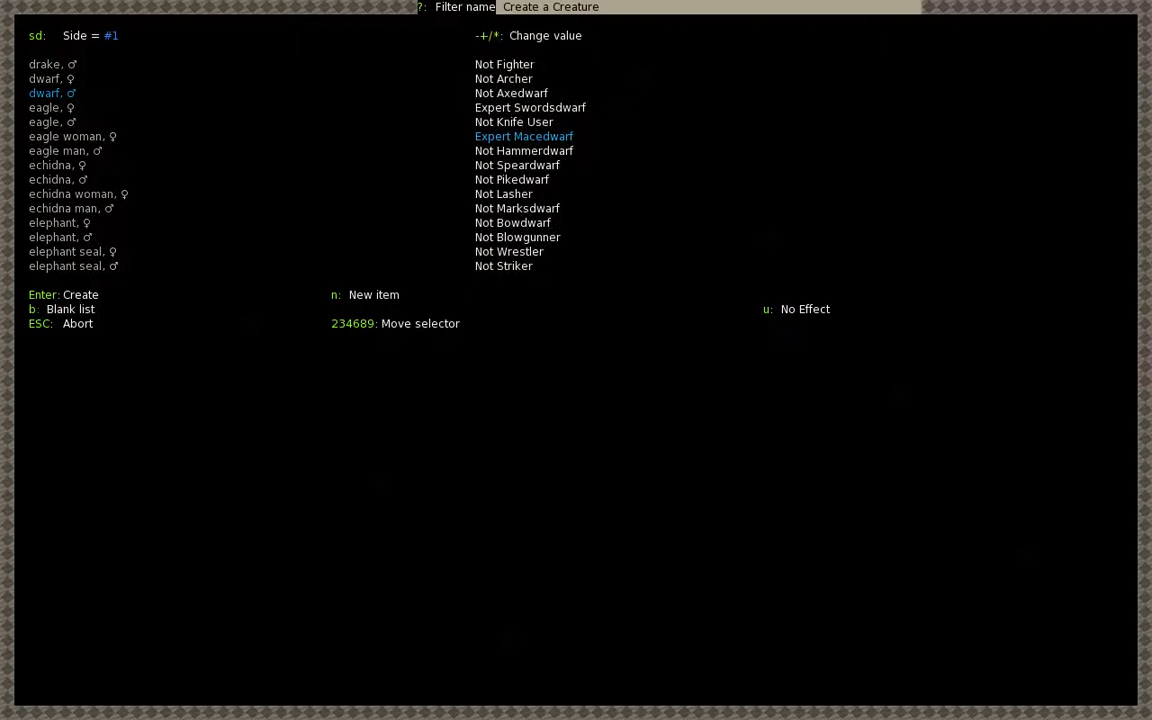 ?: Filter name Create a Creature
sd: Side = #1 -+/*: Change value
drake, ♂ Not Fighter
dwarf, ♀ Not Archer
dwarf, ♂ Not Axedwarf
eagle, ♀ Expert Swordsdwarf
eagle, ♂ Not Knife User
eagle woman, ♀ Expert Macedwarf
eagle man, ♂ Not Hammerdwarf
echidna, ♀ Not Speardwarf
echidna, ♂ Not Pikedwarf
echidna woman, ♀ Not Lasher
echidna man, ♂ Not Marksdwarf
elephant, ♀ Not Bowdwarf
elephant, ♂ Not Blowgunner
elephant seal, ♀ Not Wrestler
elephant seal, ♂ Not Striker
Enter: Create n: New item
b: Blank list u: No Effect
ESC: Abort 234689: Move selector